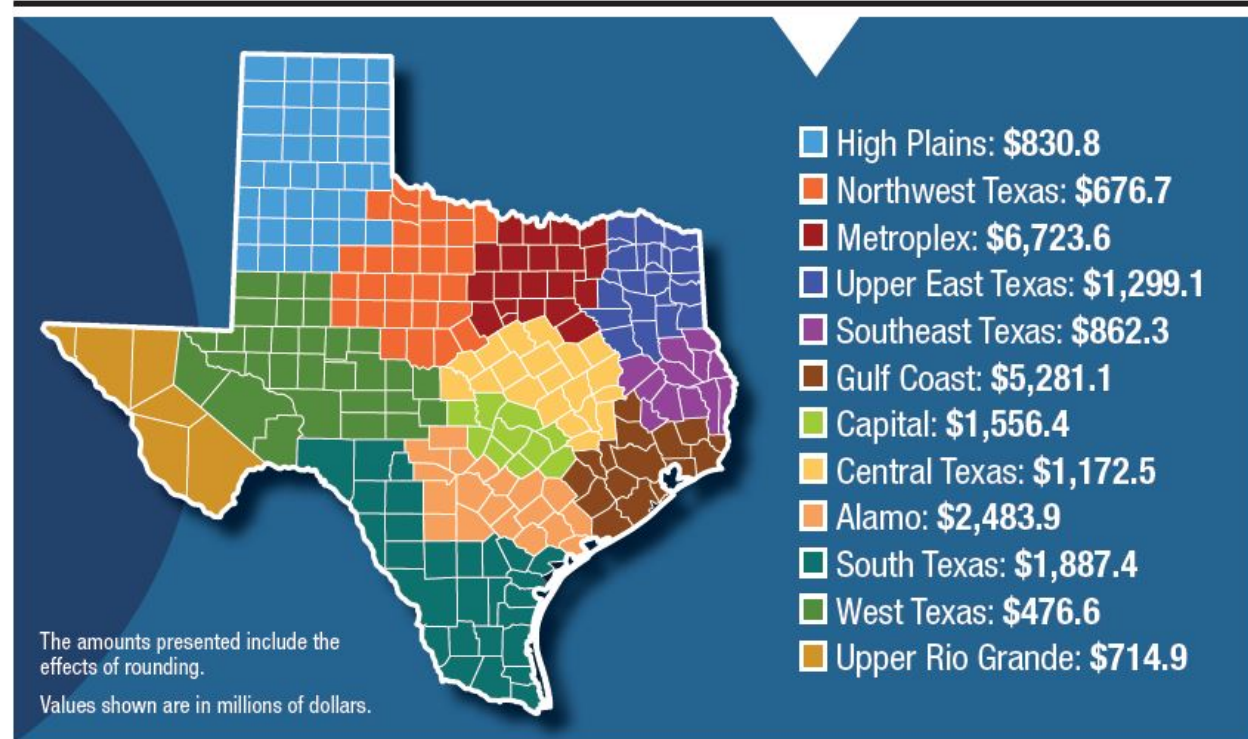 High Plains: $830.8
Northwest Texas: $676.7
Metroplex: $6,723.6
Upper East Texas: $1,299.1
Southeast Texas: $862.3
Gulf Coast: $5,281.1
Capital: $1,556.4
Central Texas: $1,172.5
Alamo: $2,483.9
South Texas: $1,887.4
West Texas: $476.6
Upper Rio Grande: $714.9
The amounts presented include the
effects of rounding.
Values shown are in millions of dollars.